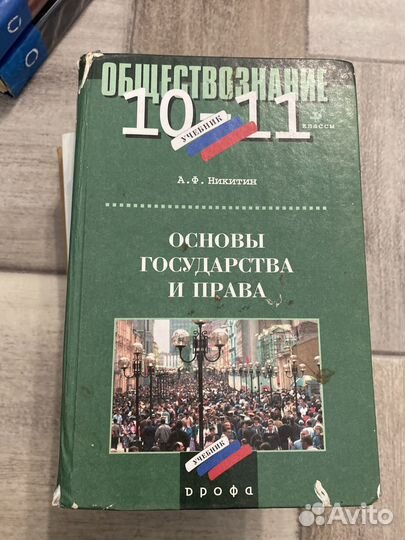 ОБЩЕСТВОЗНАНИЕ
10-11
классы
УЧЕБНИК
А.Ф. Никитин
ОСНОВЫ
ГОСУДАРСТВА
И ПРАВА
УЧЕБНИК
дрофа
Avito